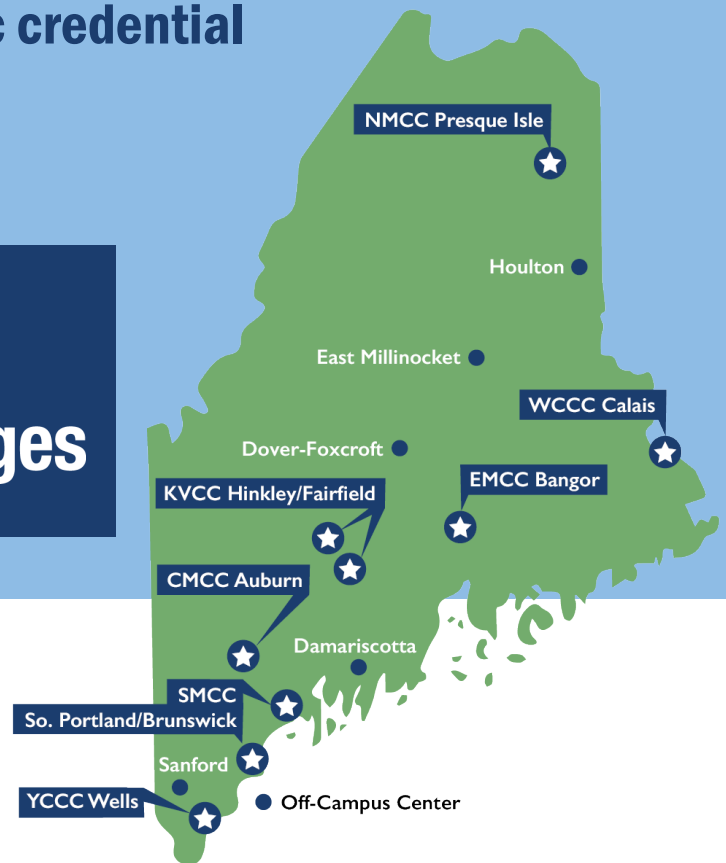 credential
NMCC Presque Isle
Houlton
East Millinocket
WCCC Calais
ges
Dover-Foxcroft
EMCC Bangor
KVCC Hinkley/Fairfield
CMCC Auburn
Damariscotta
SMCC
So. Portland/Brunswick
Sanford
YCCC Wells
Off-Campus Center